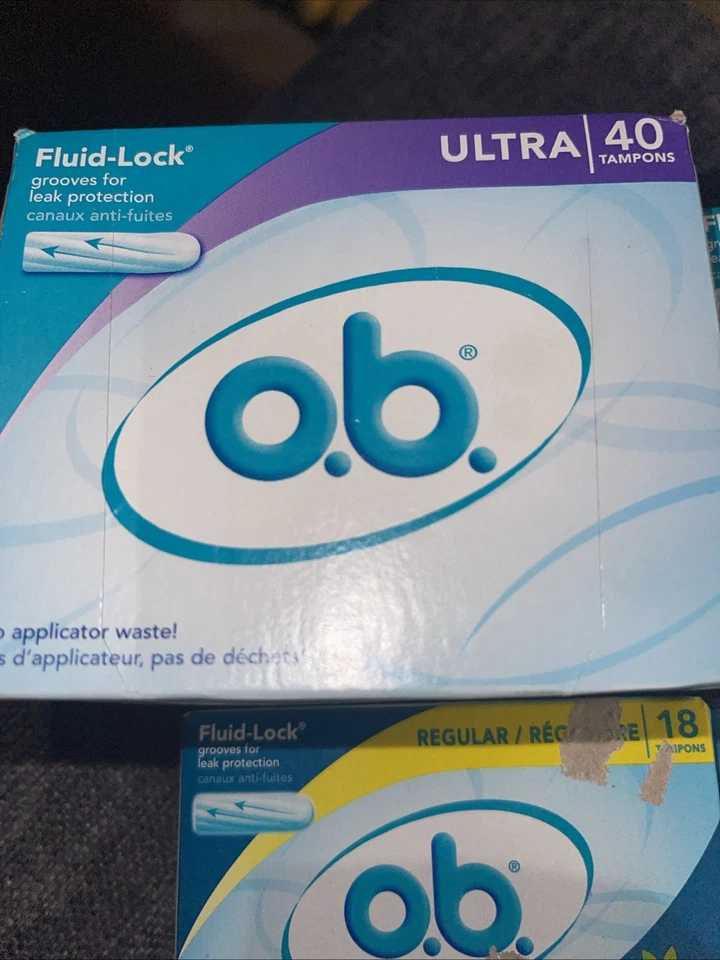 Fluid-Lock®
grooves for
leak protection
canaux anti-fuites
ULTRA 40
TAMPONS
o.b.®
applicator waste!
d'applicateur, pas de déchets
Fluid-Lock®
grooves for
leak protection
canaux anti-fuites
REGULAR / 18
TAMPONS
o.b.®